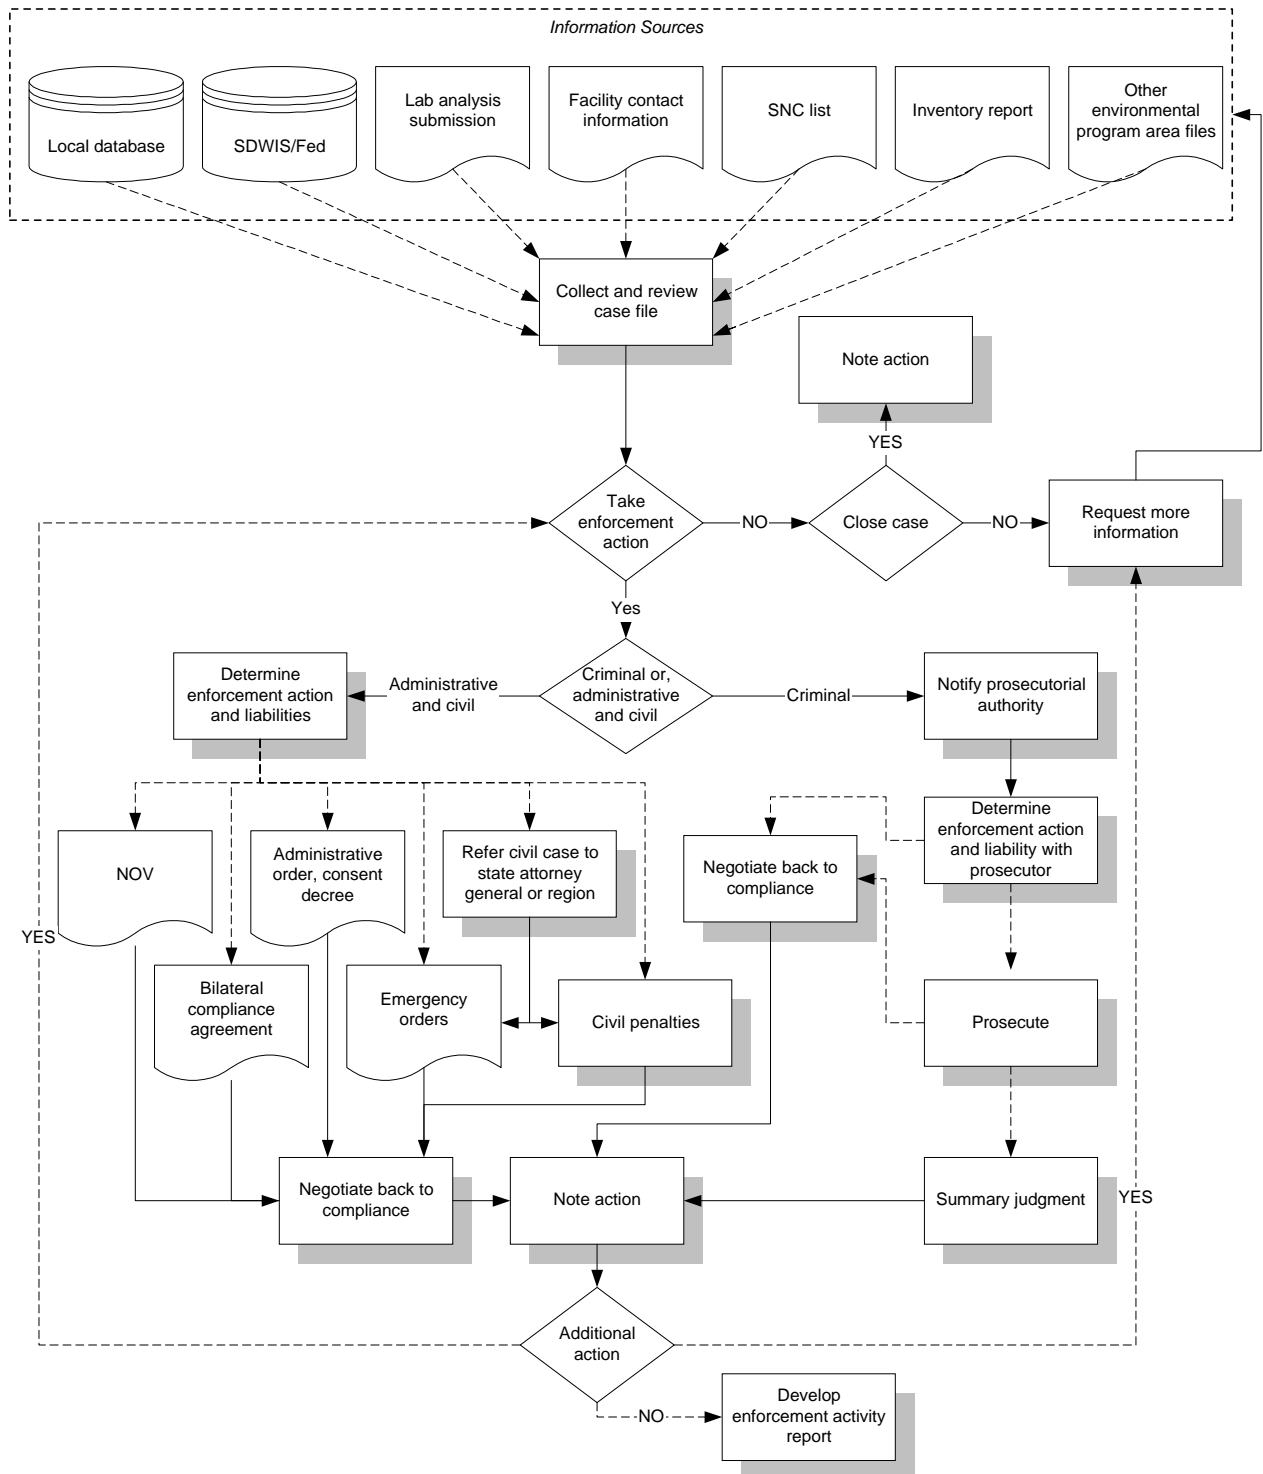 Information Sources
Local database
SDWIS/Fed
Lab analysis
submission
Facility contact
information
SNC list
Inventory report
Other
environmental
program area files
Collect and review
case file
Note action
YES
Take
enforcement
action
NO
Close case
NO
Request more
information
Yes
Determine
enforcement action
and liabilities
Administrative
and civil
Criminal or,
administrative
and civil
Criminal
Notify prosecutorial
authority
NOV
Administrative
order, consent
decree
Refer civil case to
state attorney
general or region
Negotiate back to
compliance
Determine
enforcement action
and liability with
prosecutor
YES
Bilateral
compliance
agreement
Emergency
orders
Civil penalties
Prosecute
Negotiate back to
compliance
Note action
Summary judgment
YES
Additional
action
NO
Develop
enforcement activity
report